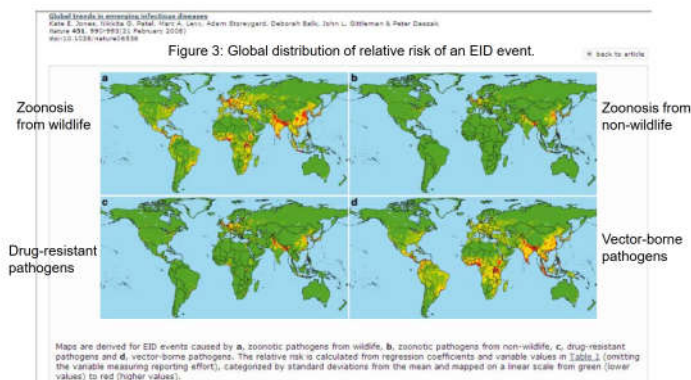 Global trends in emerging infectious diseases
Kate E. Jones, Nikkita G. Patel, Marc A. Levy, Adam Storeygard, Deborah Balk, John L. Gittleman & Peter Daszak
Nature 451, 990-993(21 February 2008)
doi:10.1038/nature06536
Figure 3: Global distribution of relative risk of an EID event.
back to article
Zoonosis
from wildlife
a
b
Zoonosis from
non-wildlife
Drug-resistant
pathogens
c
d
Vector-borne
pathogens
Maps are derived for EID events caused by a, zoonotic pathogens from wildlife, b, zoonotic pathogens from non-wildlife, c, drug-resistant
pathogens and d, vector-borne pathogens. The relative risk is calculated from regression coefficients and variable values in Table 1 (omitting
the variable measuring reporting effort), categorized by standard deviations from the mean and mapped on a linear scale from green (lower
values) to red (higher values).